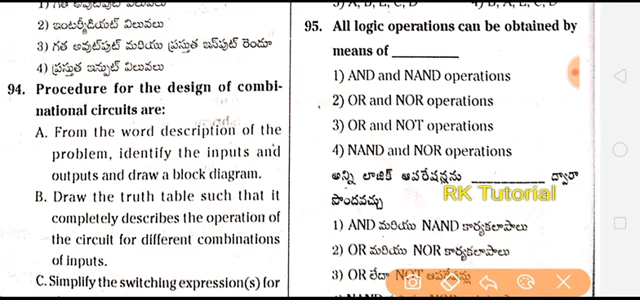 2) ఇంటర్మీడియట్ విలువలు
3) గత అవుట్‌పుట్ మరియు ప్రస్తుత ఇన్‌పుట్ రెండూ
4) ప్రస్తుత ఇన్పుట్ విలువలు
94. Procedure for the design of combi-
national circuits are:
A. From the word description of the
problem, identify the inputs and
outputs and draw a block diagram.
B. Draw the truth table such that it
completely describes the operation of
the circuit for different combinations
of inputs.
C. Simplify the switching expression(s) for
95. All logic operations can be obtained by
means of ________
1) AND and NAND operations
2) OR and NOR operations
3) OR and NOT operations
4) NAND and NOR operations
అన్ని లాజిక్ ఆపరేషన్లను ________ ద్వారా
RK Tutorial
పొందవచ్చు
1) AND మరియు NAND కార్యకలాపాలు
2) OR మరియు NOR కార్యకలాపాలు
3) OR లేదా NOT ఆపరేషన్లు